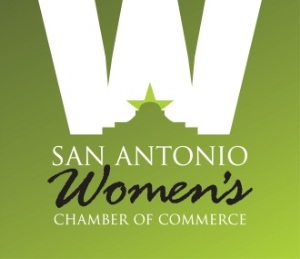 W
SAN ANTONIO
Women's
CHAMBER OF COMMERCE